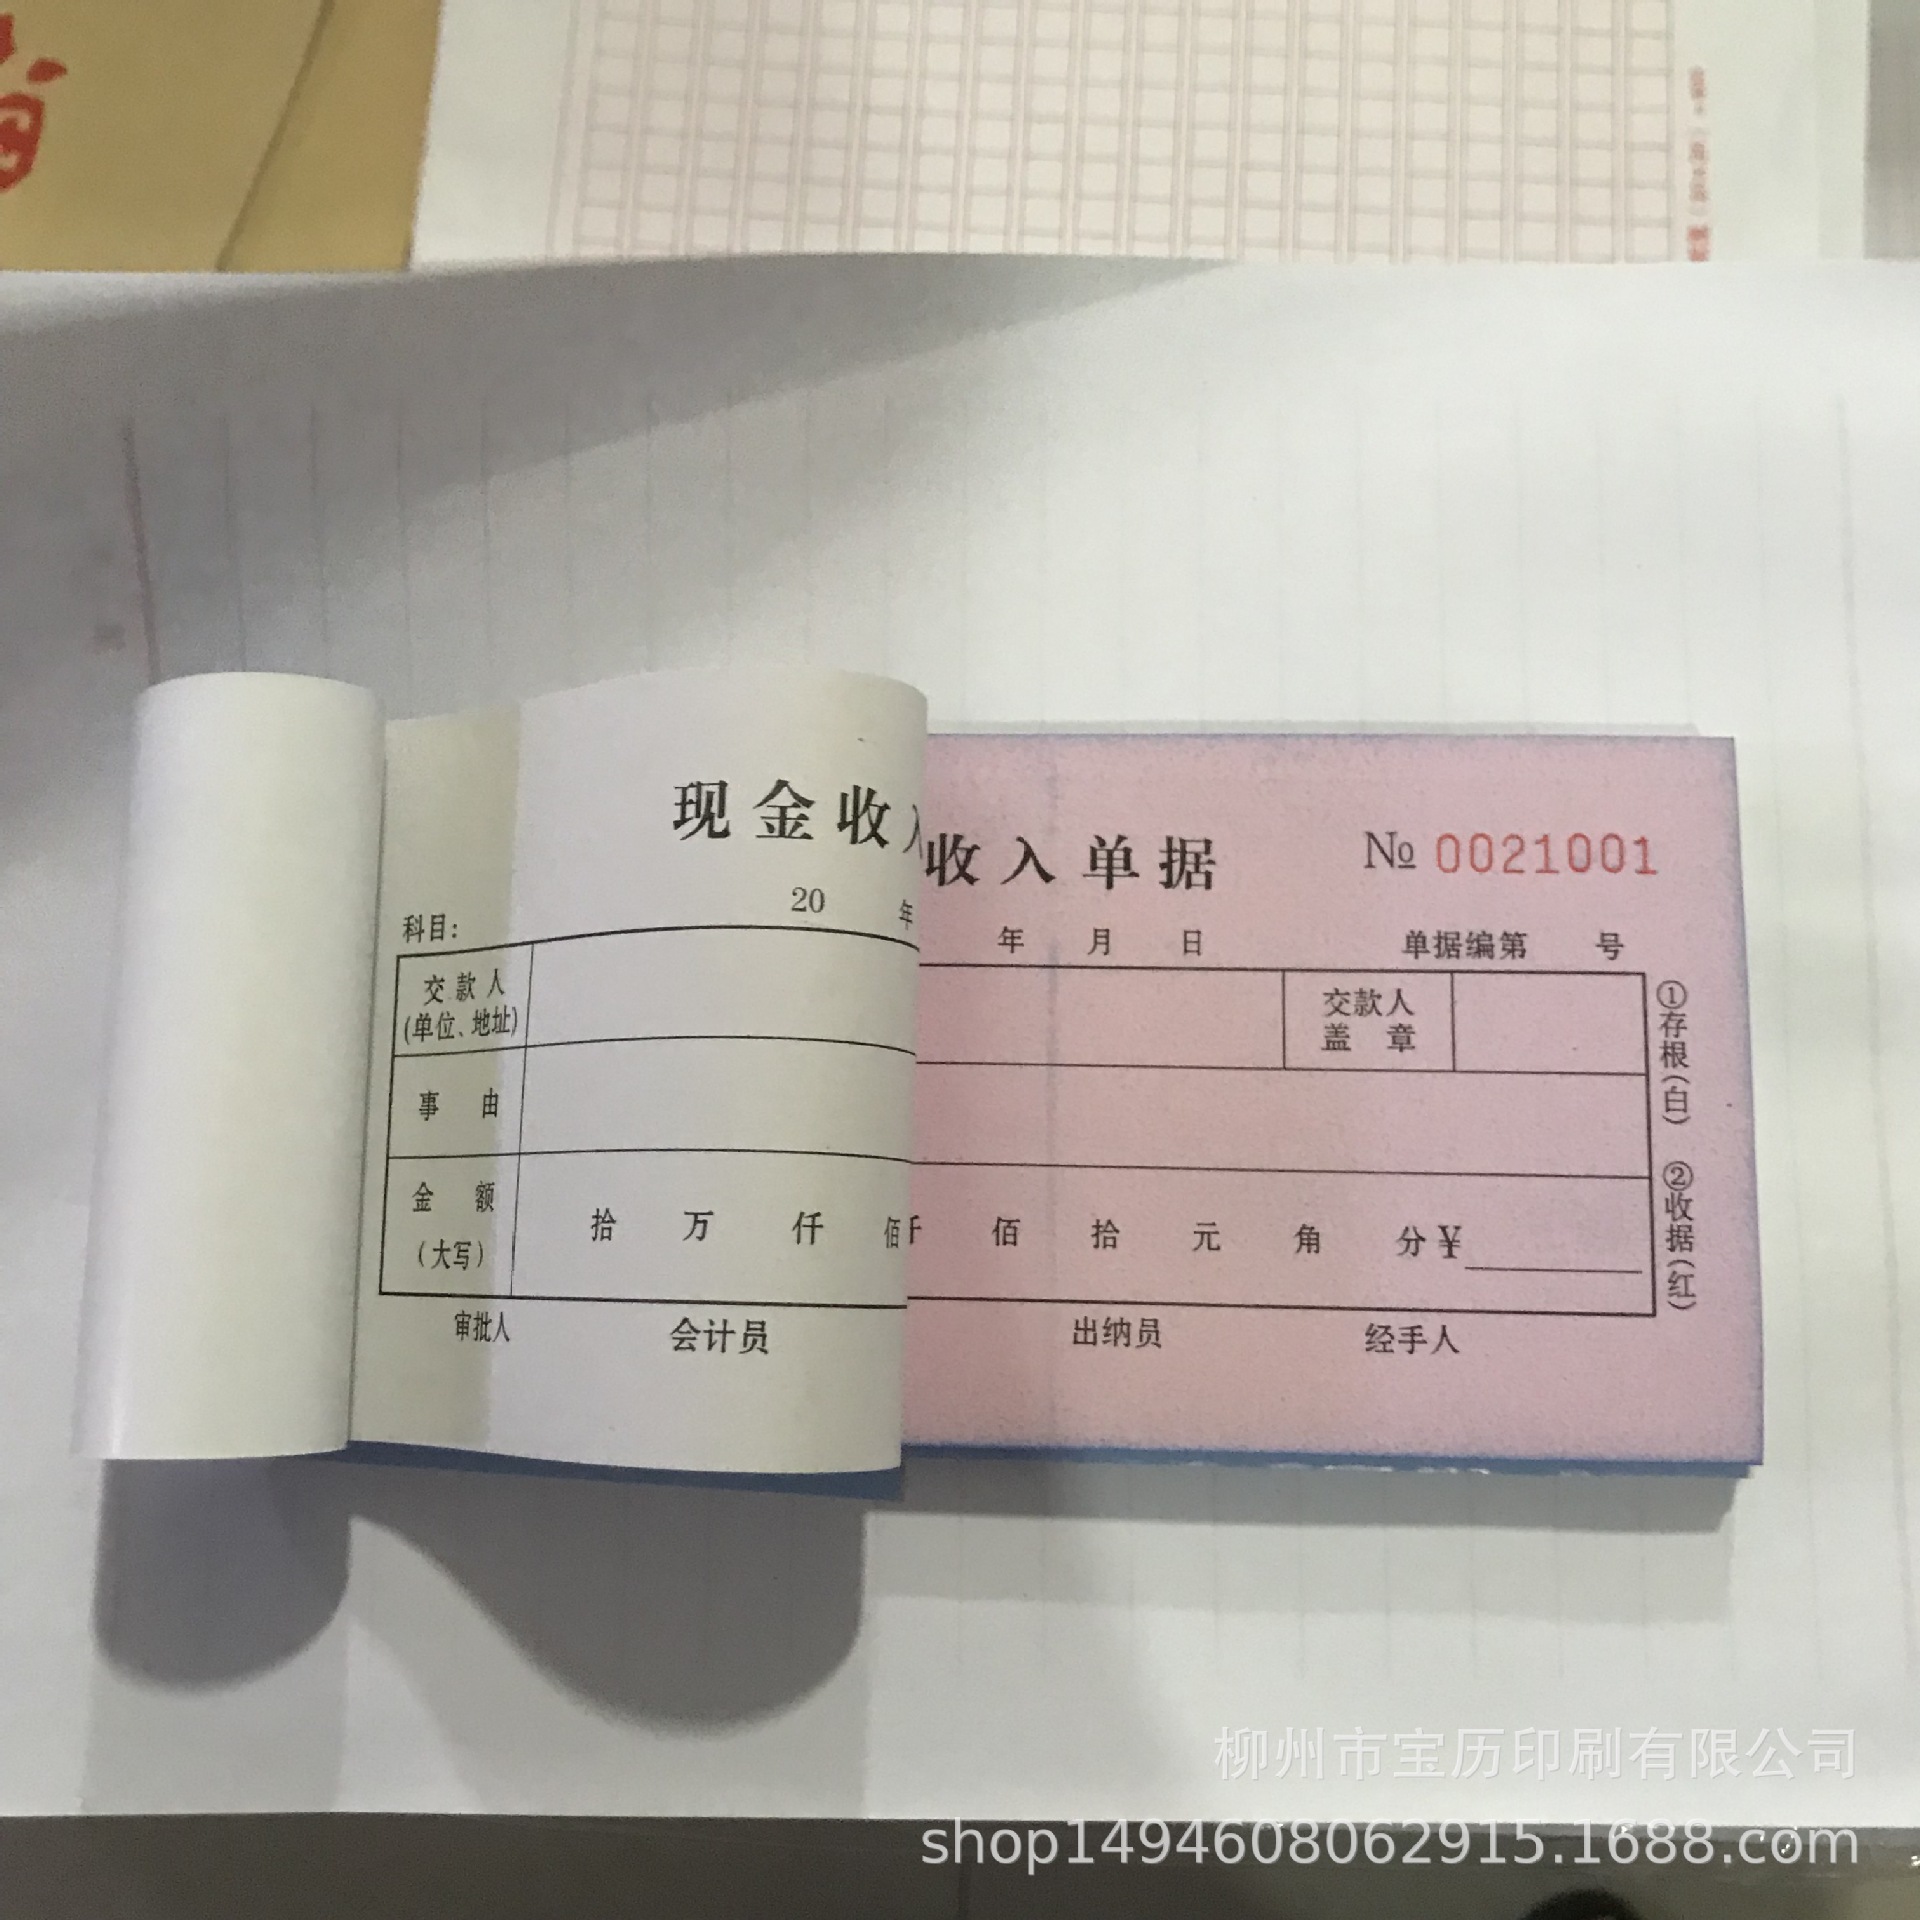 现金收入
20 年
科目:
交款人
(单位、地址)
事 由
金 额
(大写)
拾 万 仟 佰
审批人 会计员
收入单据
№ 0021001
年 月 日 单据编第 号
交款人
盖 章
仟 佰 拾 元 角 分 ¥
出纳员 经手人
①存根(白) ②收据(红)
柳州市宝历印刷有限公司
shop1494608062915.1688.com